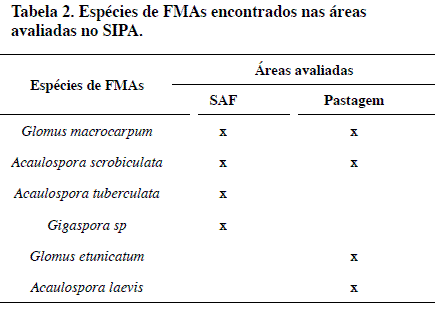 Tabela 2. Espécies de FMAs encontrados nas áreas
avaliadas no SIPA.
Espécies de FMAs
Áreas avaliadas
SAF Pastagem
Glomus macrocarpum x x
Acaulospora scrobiculata x x
Acaulospora tuberculata x
Gigaspora sp x
Glomus etunicatum x
Acaulospora laevis x